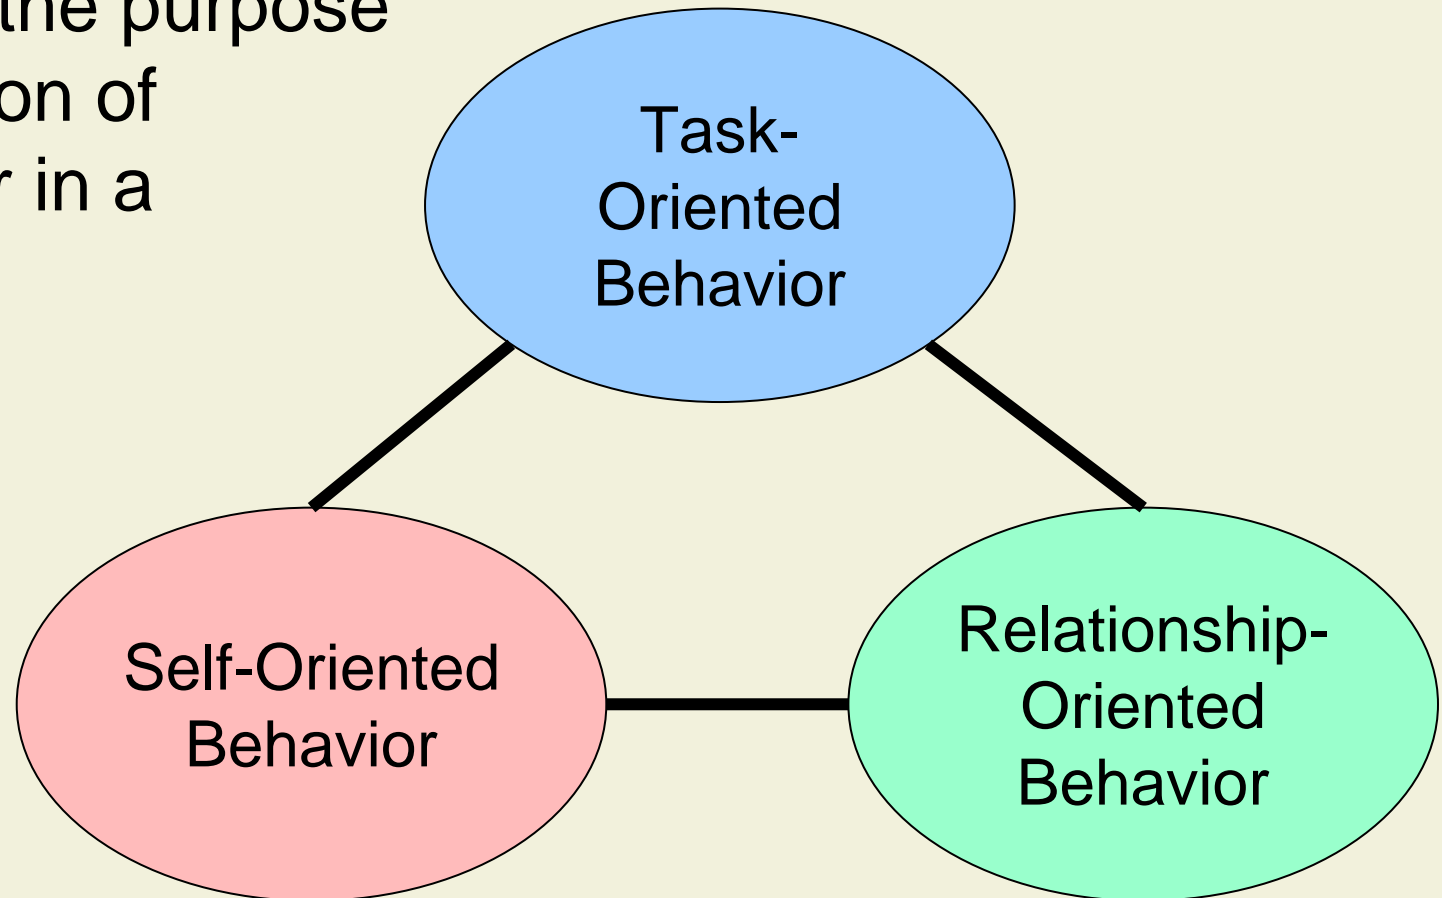 the purpose
on of
r in a
Task-
Oriented
Behavior
Self-Oriented
Behavior
Relationship-
Oriented
Behavior